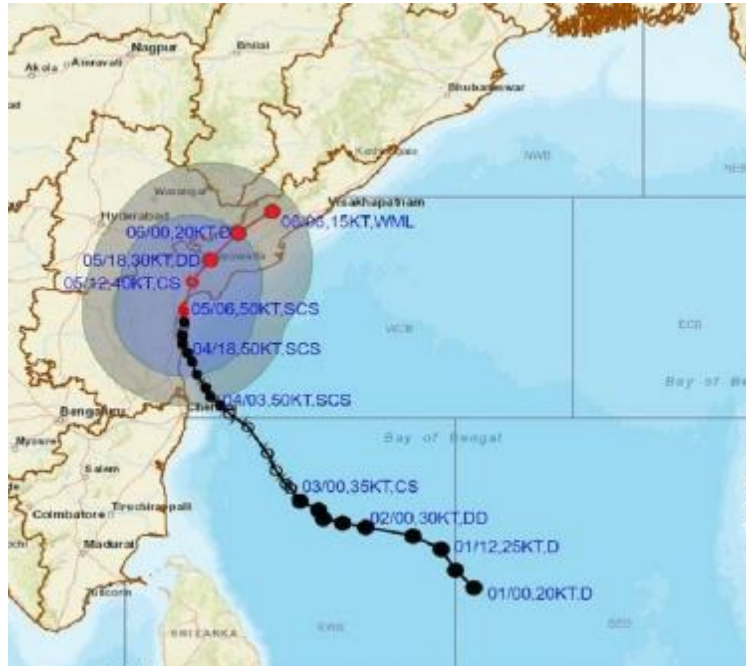 Nagpur
Bhilai
Akola
Amravati
Bhubaneswar
NWB
Warangal
Hyderabad
Visakhapatnam
06/06,15KT,WML
06/00,20KT,D
05/18,30KT,DD
05/12,40KT,CS
05/06,50KT,SCS
WCB
ECB
04/18,50KT,SCS
Bay of Be
04/03,50KT,SCS
Bengaluru
Mysore
Bay of Bengal
Salem
03/00,35KT,CS
Coimbatore
Tiruchirappalli
02/00,30KT,DD
Madurai
01/12,25KT,D
Tuticorin
01/00,20KT,D
SRI LANKA
SWB
SEB